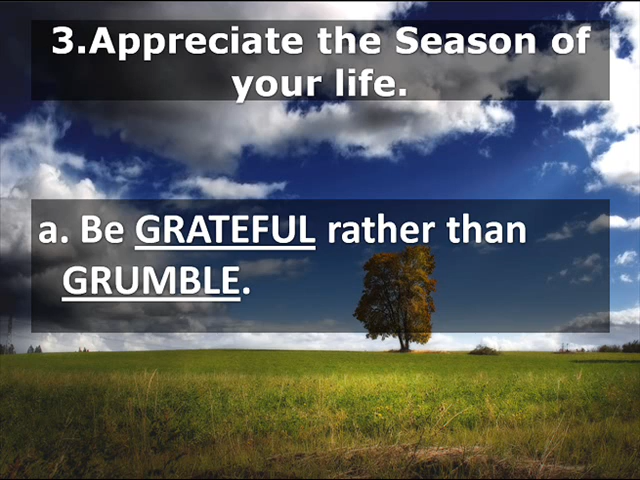 3.Appreciate the Season of
your life.
a. Be GRATEFUL rather than
GRUMBLE.